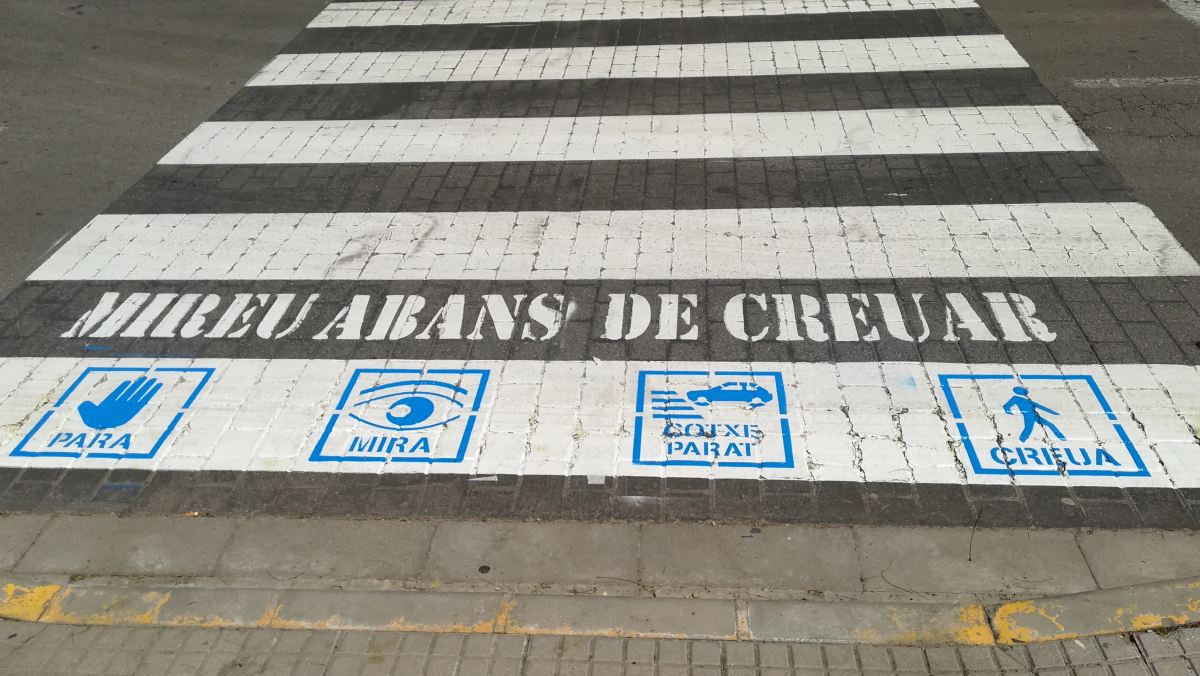 MIREU ABANS DE CREUAR
PARA
MIRA
COTXE
PARAT
CREUA